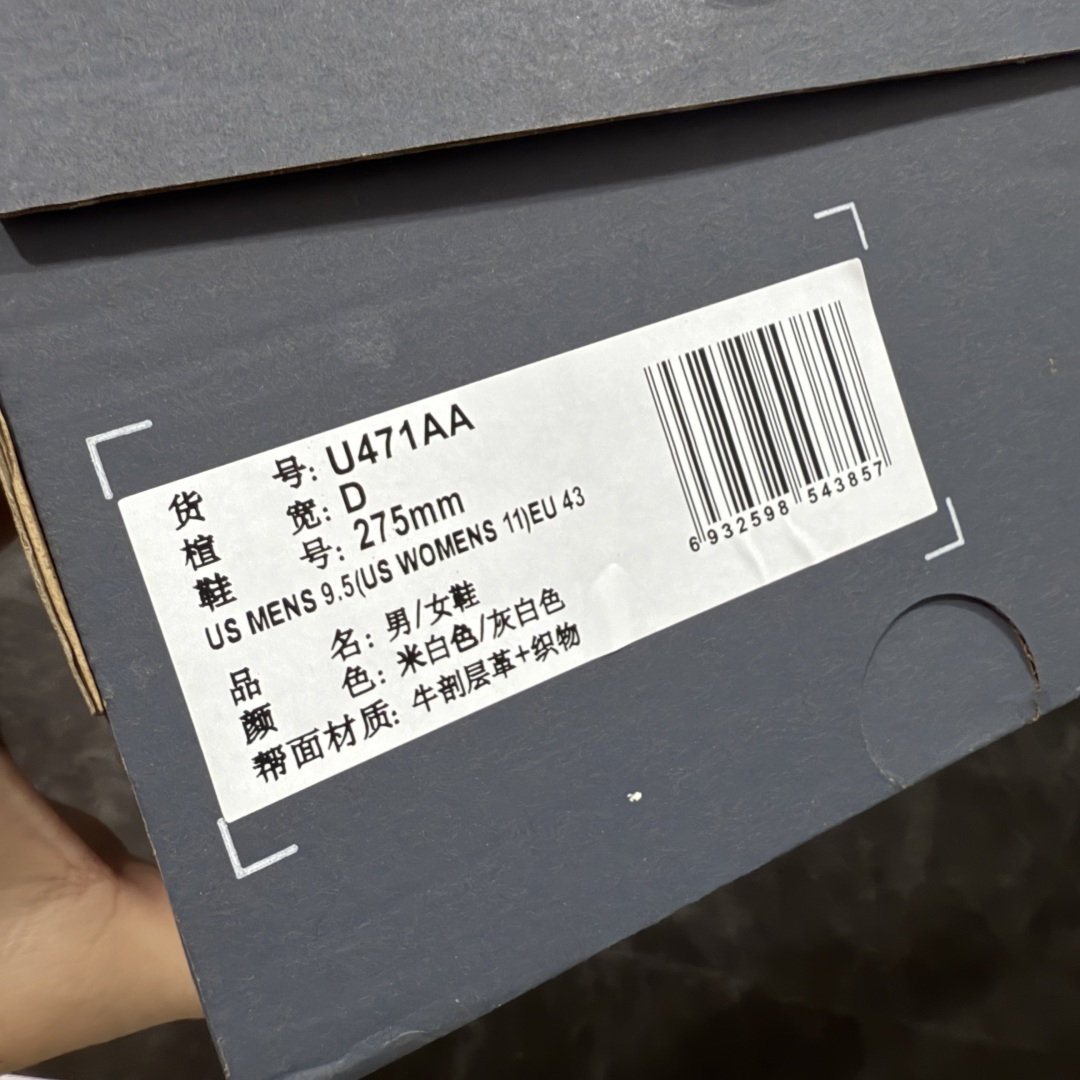 货号: U471AA
楦宽: D
鞋号: 275mm
US MENS 9.5(US WOMENS 11)EU 43
品名: 男/女鞋
颜色: 米白色/灰白色
帮面材质: 牛剖层革+织物
6 932598 543857